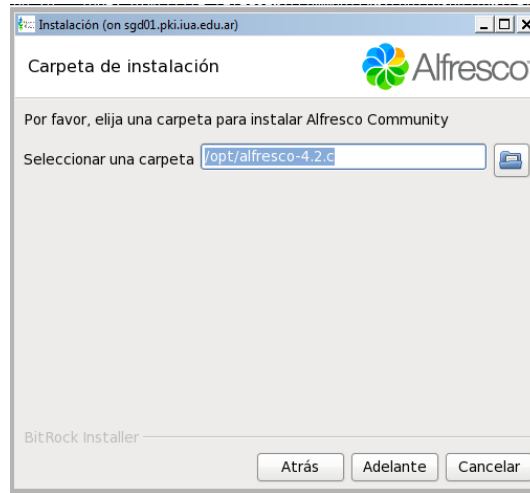 Instalación (on sgd01.pki.iua.edu.ar)
Carpeta de instalación
Alfresco
Por favor, elija una carpeta para instalar Alfresco Community
Seleccionar una carpeta /opt/alfresco-4.2.c
BitRock Installer
Atrás Adelante Cancelar